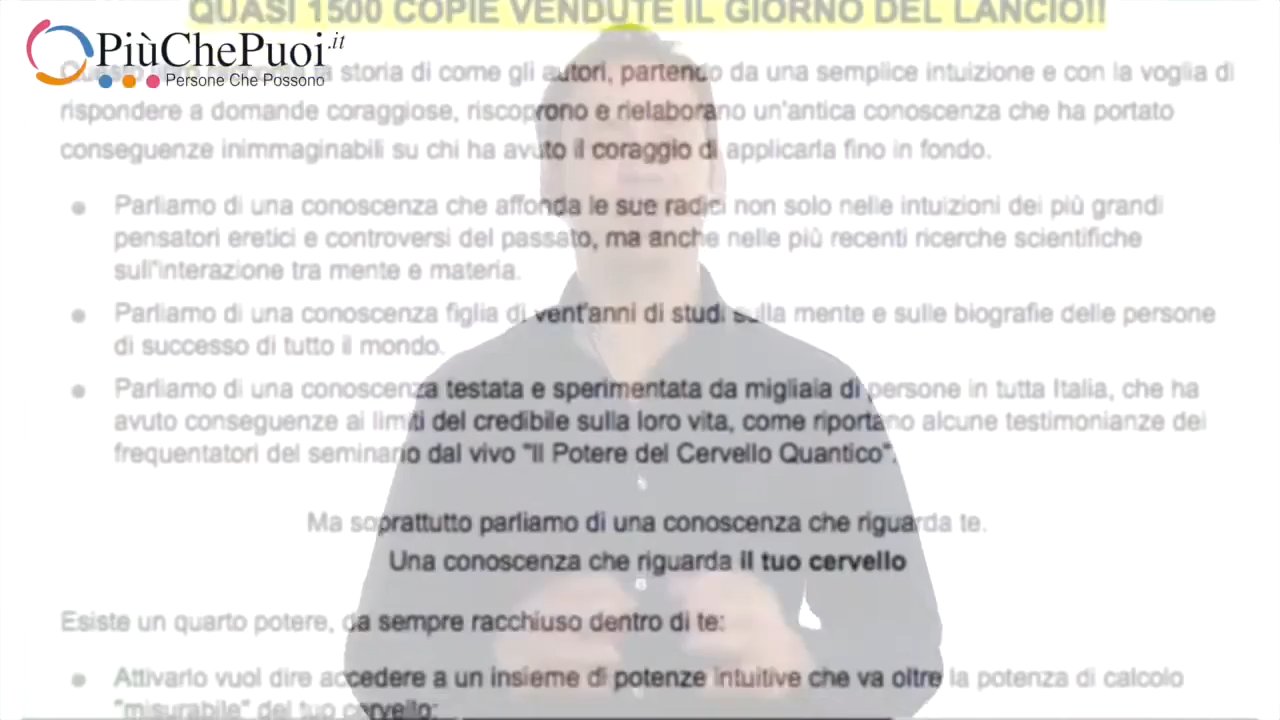 QUASI 1500 COPIE VENDUTE IL GIORNO DEL LANCIO!!
PiùChePuoi.it
Persone Che Possono
storia di come gli autori, partendo da una semplice intuizione e con la voglia di
rispondere a domande coraggiose, riscoprono e rielaborano un'antica conoscenza che ha portato
conseguenze inimmaginabili su chi ha avuto il coraggio di applicarla fino in fondo.
● Parliamo di una conoscenza che affonda le sue radici non solo nelle intuizioni dei più grandi
pensatori eretici e controversi del passato, ma anche nelle più recenti ricerche scientifiche
sull'interazione tra mente e materia.
● Parliamo di una conoscenza figlia di vent'anni di studi sulla mente e sulle biografie delle persone
di successo di tutto il mondo.
● Parliamo di una conoscenza testata e sperimentata da migliaia di persone in tutta Italia, che ha
avuto conseguenze ai limiti del credibile sulla loro vita, come riportano alcune testimonianze dei
frequentatori del seminario dal vivo "Il Potere del Cervello Quantico".
Ma soprattutto parliamo di una conoscenza che riguarda te.
Una conoscenza che riguarda il tuo cervello
Esiste un quarto potere, da sempre racchiuso dentro di te:
● Attivarlo vuol dire accedere a un insieme di potenze intuitive che va oltre la potenza di calcolo
"misurabile" del tuo cervello;